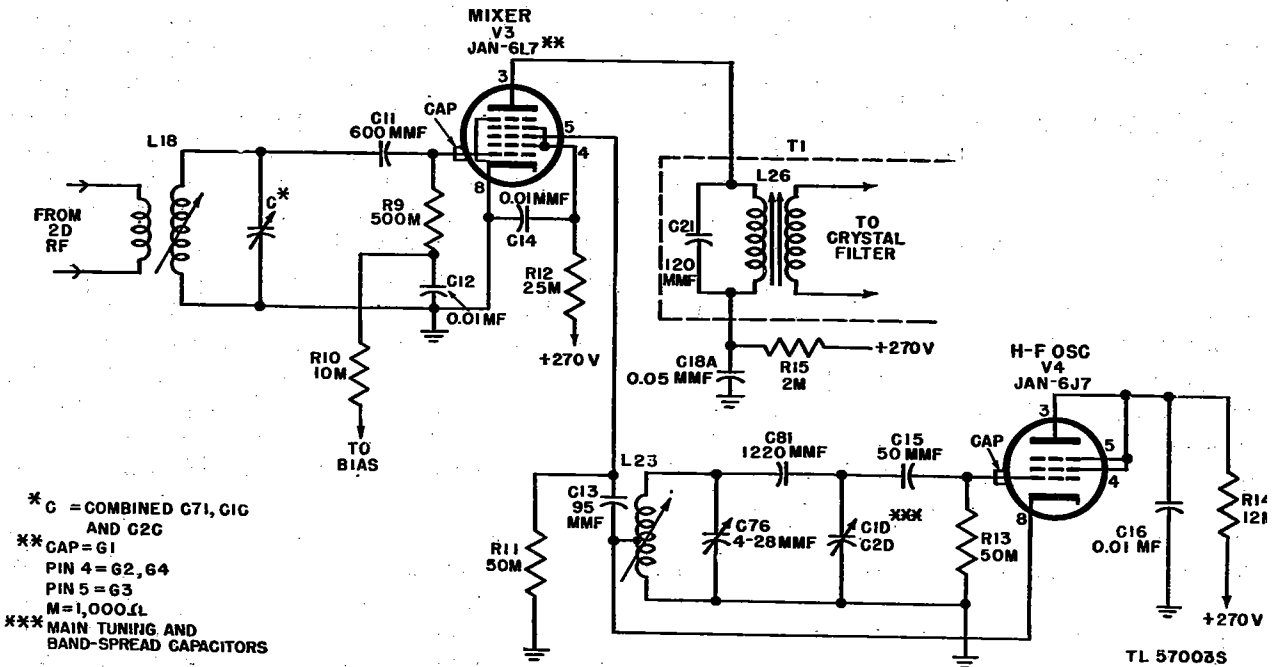 MIXER
V3
JAN-6L7**
3
CAP
5
4
8
C11
600 MMF
L18
FROM
2D
RF
C*
R9
500M
0.01MMF
C14
C12
0.01MF
R12
25M
+270V
R10
10M
TO
BIAS
T1
L26
C21
120
MMF
TO
CRYSTAL
FILTER
C18A
0.05 MMF
R15
2M
+270V
H-F OSC
V4
JAN-6J7
3
CAP
5
4
8
C81
1220 MMF
C15
50 MMF
L23
C13
95
MMF
R11
50M
C76
4-28MMF
***
C1D
C2D
R13
50M
C16
0.01 MF
R14
+270V
* C = COMBINED C71, C1C
AND C2C
** CAP = G1
PIN 4 = G2, G4
PIN 5 = G3
M = 1,000Ω
*** MAIN TUNING AND
BAND-SPREAD CAPACITORS
TL 57003S